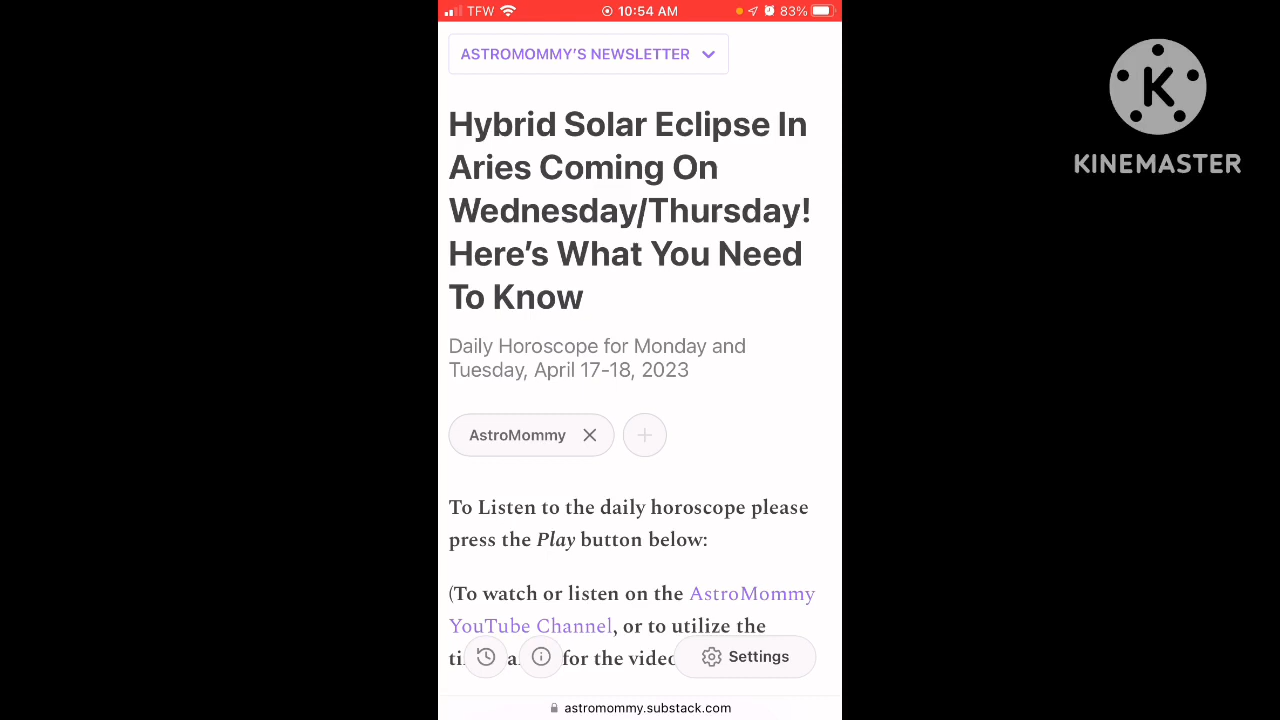 TFW 10:54 AM 83%
ASTROMOMMY'S NEWSLETTER
Hybrid Solar Eclipse In
Aries Coming On
Wednesday/Thursday!
Here's What You Need
To Know
Daily Horoscope for Monday and
Tuesday, April 17-18, 2023
AstroMommy
To Listen to the daily horoscope please
press the Play button below:
(To watch or listen on the AstroMommy
YouTube Channel, or to utilize the
for the video
Settings
astromommy.substack.com
K
KINEMASTER